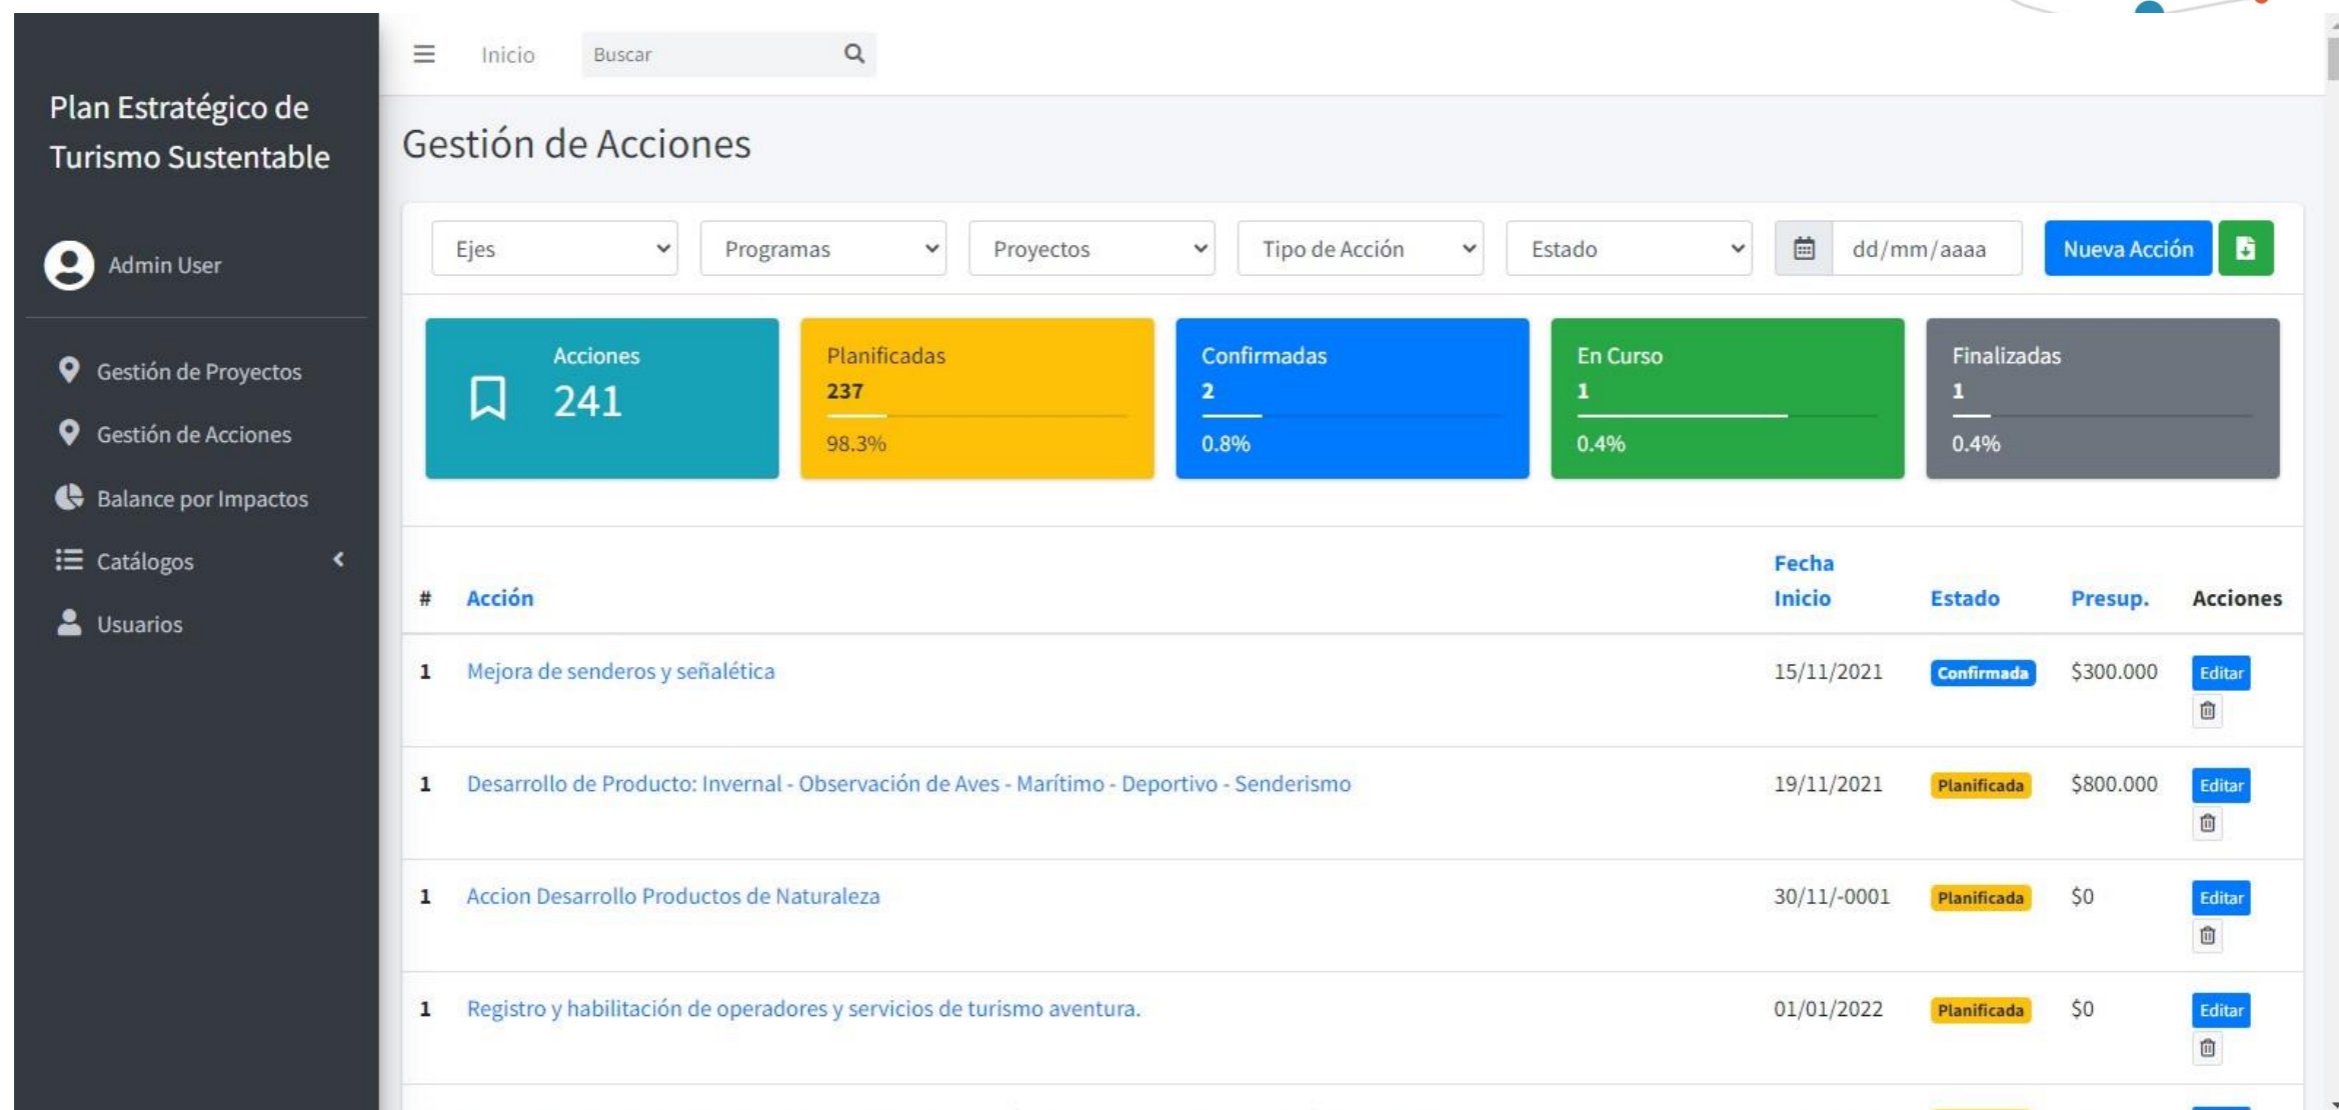 Plan Estratégico de
Turismo Sustentable
Admin User
Gestión de Proyectos
Gestión de Acciones
Balance por Impactos
Catálogos
Usuarios
Inicio Buscar
Gestión de Acciones
Ejes Programas Proyectos Tipo de Acción Estado dd/mm/aaaa Nueva Acción
Acciones
241
Planificadas
237
98.3%
Confirmadas
2
0.8%
En Curso
1
0.4%
Finalizadas
1
0.4%
# Acción Fecha Inicio Estado Presup. Acciones
1 Mejora de senderos y señalética 15/11/2021 Confirmada $300.000 Editar
1 Desarrollo de Producto: Invernal - Observación de Aves - Marítimo - Deportivo - Senderismo 19/11/2021 Planificada $800.000 Editar
1 Accion Desarrollo Productos de Naturaleza 30/11/-0001 Planificada $0 Editar
1 Registro y habilitación de operadores y servicios de turismo aventura. 01/01/2022 Planificada $0 Editar